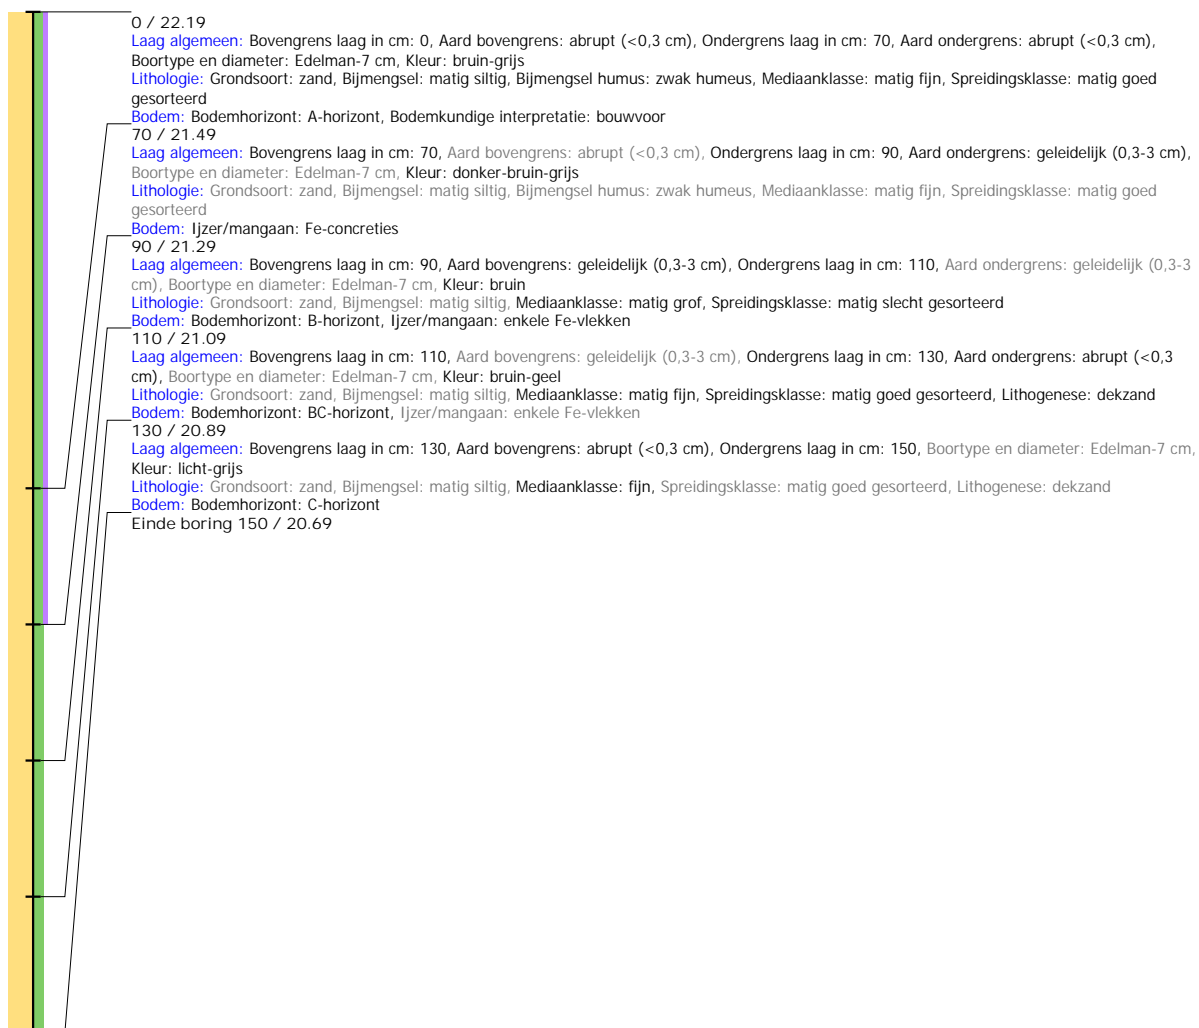 0 / 22.19
Laag algemeen: Bovengrens laag in cm: 0, Aard bovengrens: abrupt (<0,3 cm), Ondergrens laag in cm: 70, Aard ondergrens: abrupt (<0,3 cm),
Boortype en diameter: Edelman-7 cm, Kleur: bruin-grijs
Lithologie: Grondsoort: zand, Bijmengsel: matig siltig, Bijmengsel humus: zwak humeus, Mediaanklasse: matig fijn, Spreidingsklasse: matig goed
gesorteerd
Bodem: Bodemhorizont: A-horizont, Bodemkundige interpretatie: bouwvoor
70 / 21.49
Laag algemeen: Bovengrens laag in cm: 70, Aard bovengrens: abrupt (<0,3 cm), Ondergrens laag in cm: 90, Aard ondergrens: geleidelijk (0,3-3 cm),
Boortype en diameter: Edelman-7 cm, Kleur: donker-bruin-grijs
Lithologie: Grondsoort: zand, Bijmengsel: matig siltig, Bijmengsel humus: zwak humeus, Mediaanklasse: matig fijn, Spreidingsklasse: matig goed
gesorteerd
Bodem: Ijzer/mangaan: Fe-concreties
90 / 21.29
Laag algemeen: Bovengrens laag in cm: 90, Aard bovengrens: geleidelijk (0,3-3 cm), Ondergrens laag in cm: 110, Aard ondergrens: geleidelijk (0,3-3
cm), Boortype en diameter: Edelman-7 cm, Kleur: bruin
Lithologie: Grondsoort: zand, Bijmengsel: matig siltig, Mediaanklasse: matig grof, Spreidingsklasse: matig slecht gesorteerd
Bodem: Bodemhorizont: B-horizont, Ijzer/mangaan: enkele Fe-vlekken
110 / 21.09
Laag algemeen: Bovengrens laag in cm: 110, Aard bovengrens: geleidelijk (0,3-3 cm), Ondergrens laag in cm: 130, Aard ondergrens: abrupt (<0,3
cm), Boortype en diameter: Edelman-7 cm, Kleur: bruin-geel
Lithologie: Grondsoort: zand, Bijmengsel: matig siltig, Mediaanklasse: matig fijn, Spreidingsklasse: matig goed gesorteerd, Lithogenese: dekzand
Bodem: Bodemhorizont: BC-horizont, Ijzer/mangaan: enkele Fe-vlekken
130 / 20.89
Laag algemeen: Bovengrens laag in cm: 130, Aard bovengrens: abrupt (<0,3 cm), Ondergrens laag in cm: 150, Boortype en diameter: Edelman-7 cm,
Kleur: licht-grijs
Lithologie: Grondsoort: zand, Bijmengsel: matig siltig, Mediaanklasse: fijn, Spreidingsklasse: matig goed gesorteerd, Lithogenese: dekzand
Bodem: Bodemhorizont: C-horizont
Einde boring 150 / 20.69